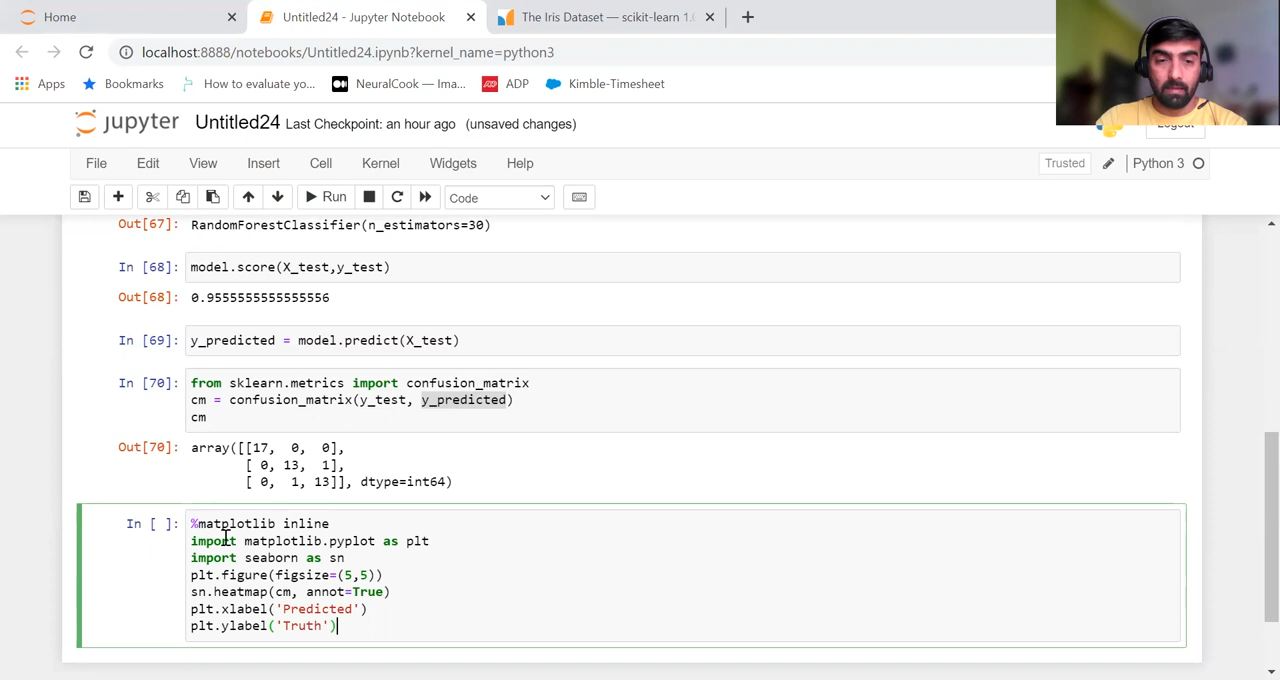 Home
Untitled24 - Jupyter Notebook
The Iris Dataset — scikit-learn 1.0
localhost:8888/notebooks/Untitled24.ipynb?kernel_name=python3
Apps
Bookmarks
How to evaluate yo...
NeuralCook — Ima...
ADP
Kimble-Timesheet
jupyter Untitled24 Last Checkpoint: an hour ago (unsaved changes)
Logout
File Edit View Insert Cell Kernel Widgets Help
Trusted
Python 3
Run
Code
Out[67]: RandomForestClassifier(n_estimators=30)
In [68]: model.score(X_test,y_test)
Out[68]: 0.9555555555555556
In [69]: y_predicted = model.predict(X_test)
In [70]: from sklearn.metrics import confusion_matrix
cm = confusion_matrix(y_test, y_predicted)
cm
Out[70]: array([[17, 0, 0],
[ 0, 13, 1],
[ 0, 1, 13]], dtype=int64)
In [ ]: %matplotlib inline
import matplotlib.pyplot as plt
import seaborn as sn
plt.figure(figsize=(5,5))
sn.heatmap(cm, annot=True)
plt.xlabel('Predicted')
plt.ylabel('Truth')